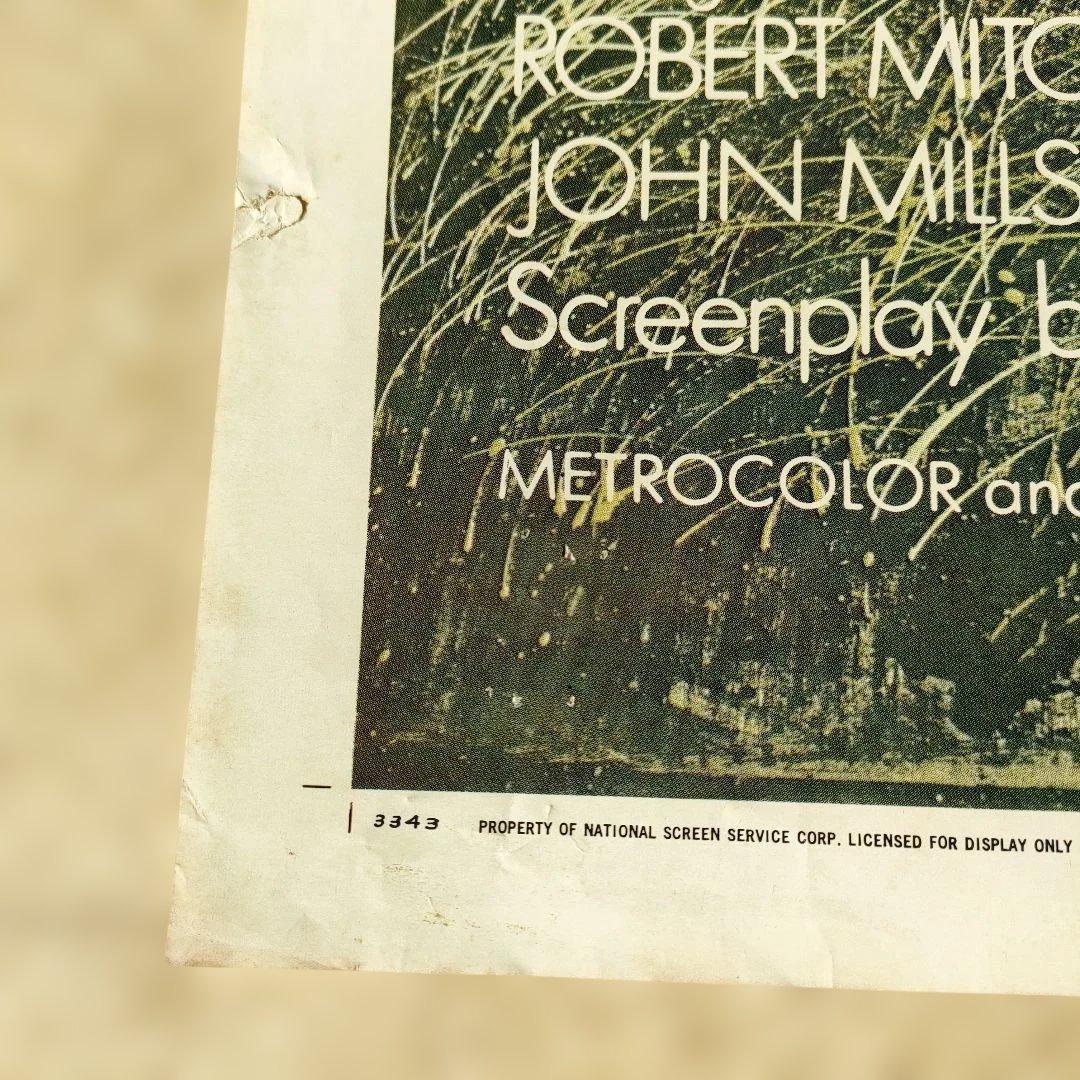 ROBERT MITC
JOHN MILLS
Screenplay b
METROCOLOR and
3343 PROPERTY OF NATIONAL SCREEN SERVICE CORP. LICENSED FOR DISPLAY ONLY